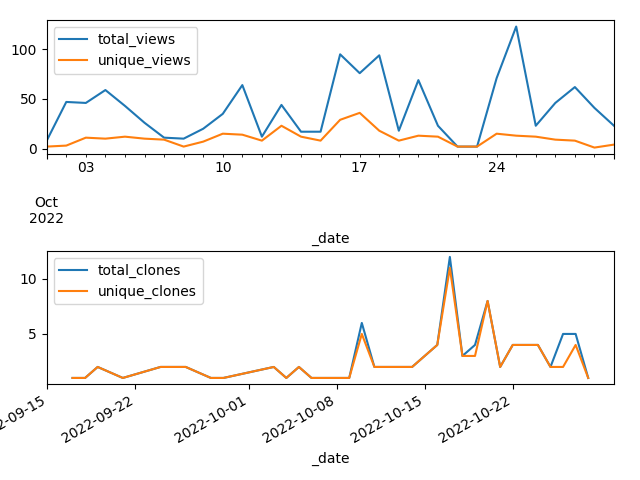 total_views
unique_views
100
50
0
03
10
17
24
Oct
2022
_date
total_clones
unique_clones
10
5
2-09-15
2022-09-22
2022-10-01
2022-10-08
2022-10-15
2022-10-22
_date